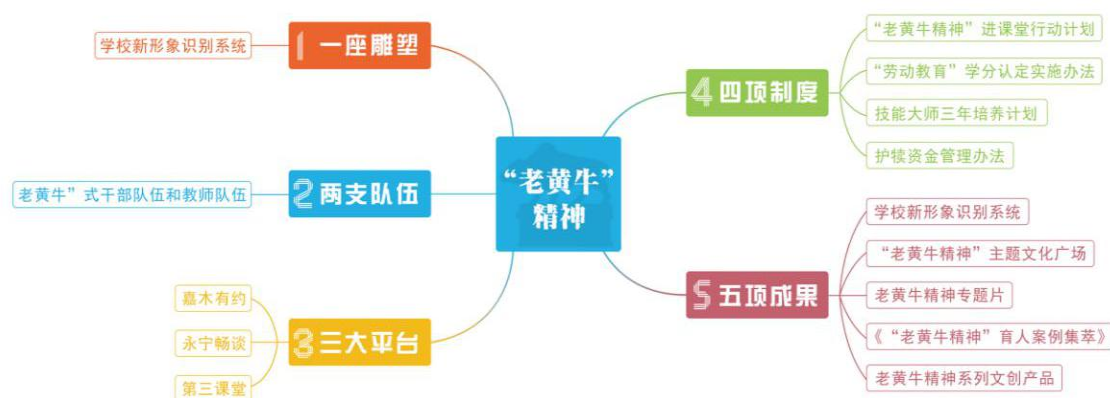 “老黄牛”
精神
1 一座雕塑
学校新形象识别系统
2 两支队伍
老黄牛”式干部队伍和教师队伍
3 三大平台
嘉木有约
永宁畅谈
第三课堂
4 四项制度
“老黄牛精神”进课堂行动计划
“劳动教育”学分认定实施办法
技能大师三年培养计划
护犊资金管理办法
5 五项成果
学校新形象识别系统
“老黄牛精神”主题文化广场
老黄牛精神专题片
《“老黄牛精神”育人案例集萃》
老黄牛精神系列文创产品